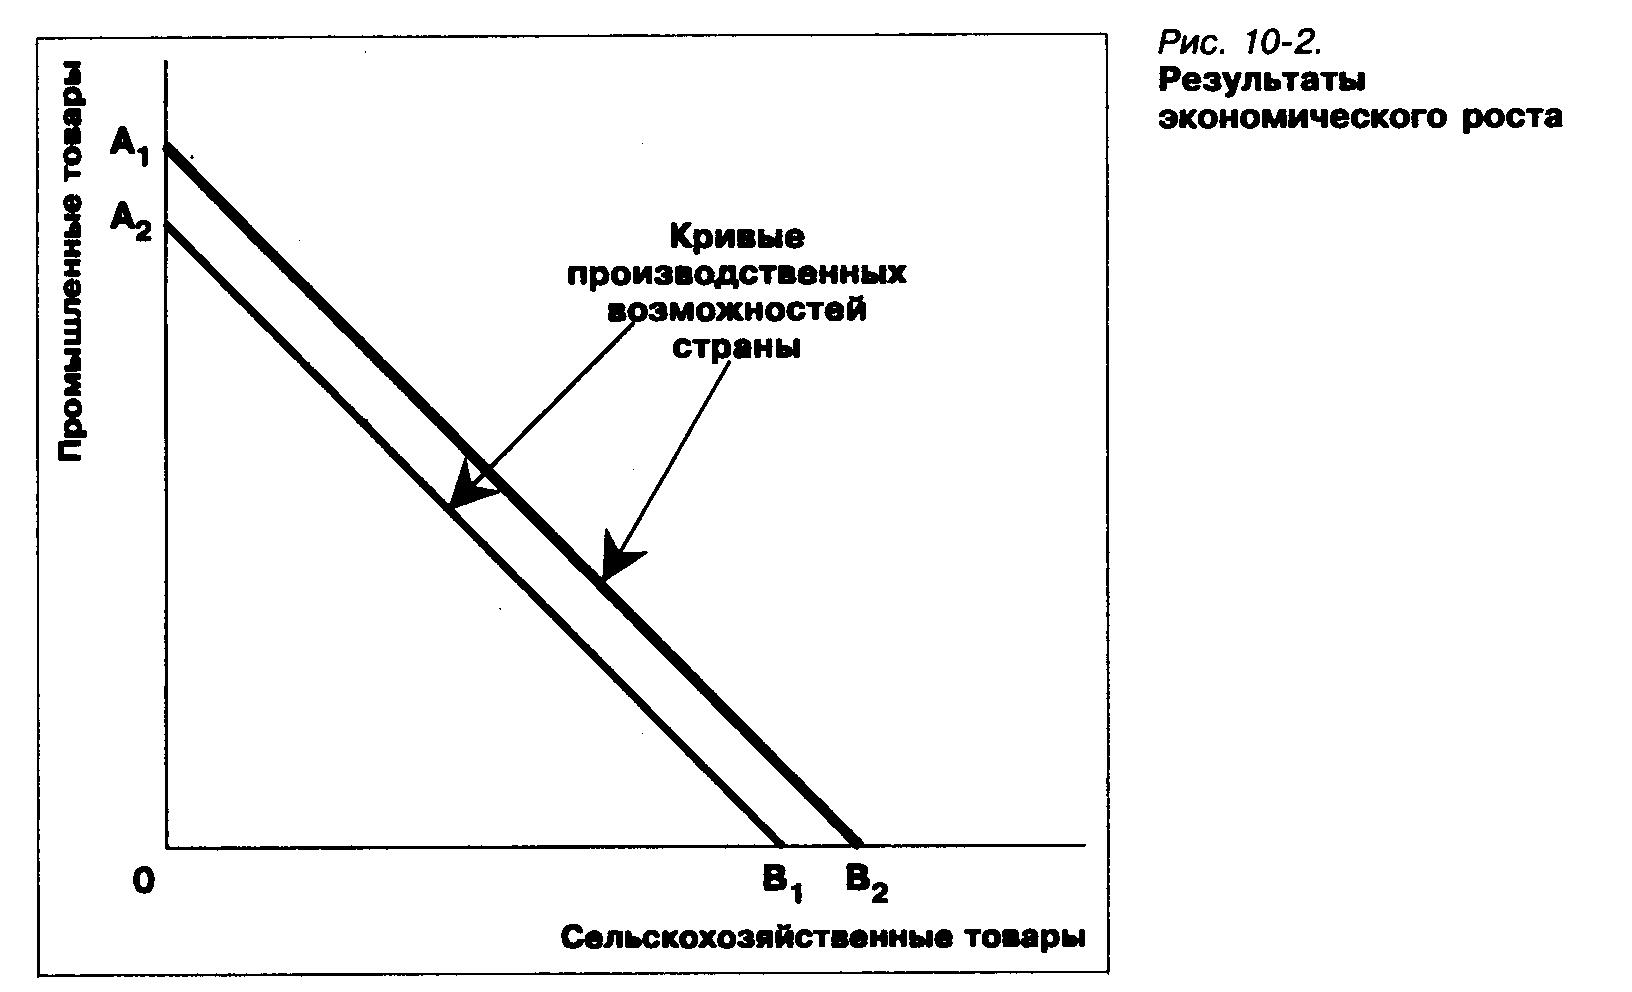 Рис. 10-2.
Результаты
экономического роста
Промышленные товары
A1
A2
Кривые
производственных
возможностей
страны
0
B1 B2
Сельскохозяйственные товары